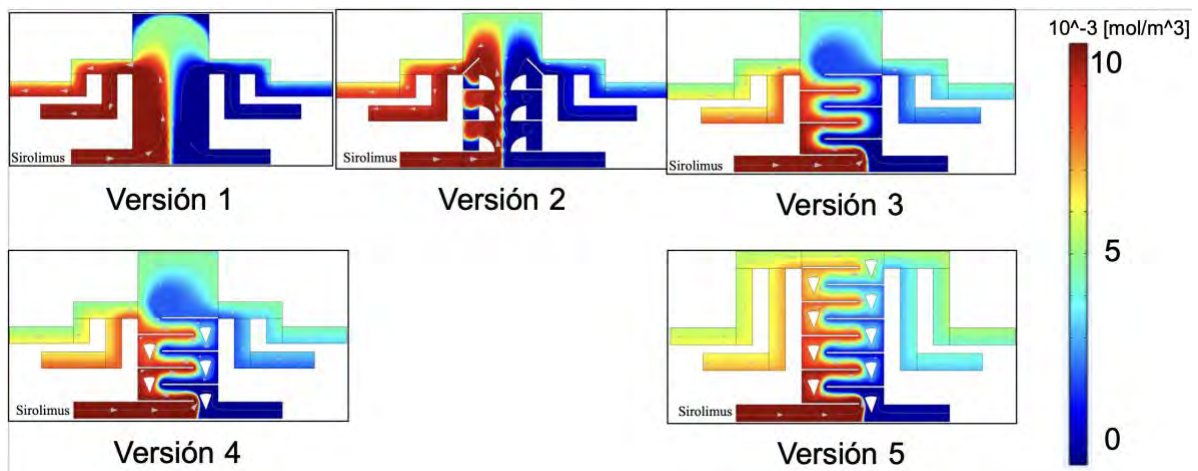 10^-3 [mol/m^3]
10
5
0
Sirolimus
Sirolimus
Sirolimus
Versión 1
Versión 2
Versión 3
Sirolimus
Sirolimus
Versión 4
Versión 5